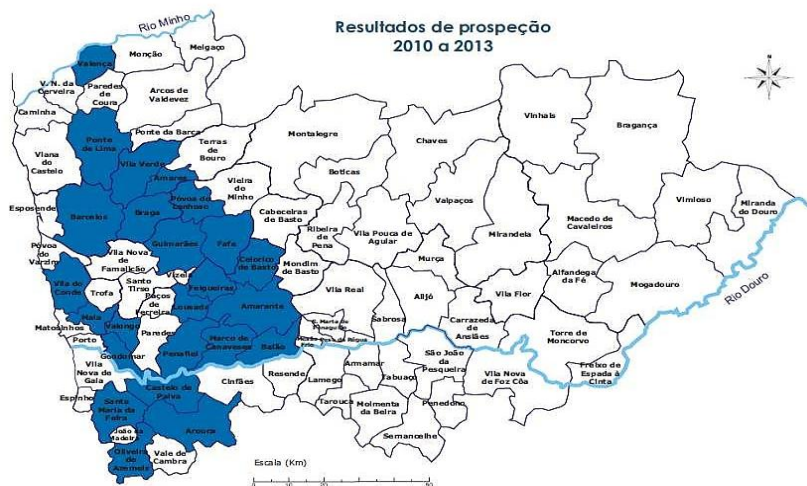 Resultados de prospeção
2010 a 2013
Rio Minho
Melgaço
Monção
Valença
V. N. da
Cerveira
Paredes
de
Coura
Arcos de
Valdevez
Caminha
Ponte da Barca
Ponte
de Lima
Viana
do
Castelo
Vila Verde
Terras
de
Bouro
Montalegre
Chaves
Vinhais
Bragança
Amares
Boticas
Vieira
do
Minho
Esposende
Barcelos
Braga
Póvoa de
Lanhoso
Cabeceiras
de Basto
Ribeira
de
Pena
Valpaços
Vimioso
Miranda
do Douro
Macedo de
Cavaleiros
Mirandela
Vila Pouca de
Aguiar
Guimarães
Fafe
Póvoa
do
Varzim
Vila Nova
de
Famalicão
Celorico
de Basto
Mondim
de Basto
Murça
Vizela
Felgueiras
Santo
Tirso
Vila do
Conde
Trofa
Paços
de
Ferreira
Lousada
Amarante
Vila Real
Alijó
Vila Flor
Alfandega
da Fé
Mogadouro
Rio Douro
Maia
Valongo
Sabrosa
Carrazeda
de
Ansiães
Matosinhos
Porto
Paredes
Penafiel
Marco de
Canaveses
Baião
Torre de
Moncorvo
Gondomar
Vila
Nova de
Gaia
Castelo de
Paiva
Cinfães
Resende
Lamego
Armamar
Tabuaço
São João
da
Pesqueira
Vila Nova
de Foz Côa
Freixo de
Espada à
Cinta
Espinho
Santa
Maria da
Feira
Tarouca
Moimenta
da Beira
Penedono
Arouca
João da
Madeira
Sernancelhe
Oliveira
de
Azemeis
Vale de
Cambra
Escala (Km)